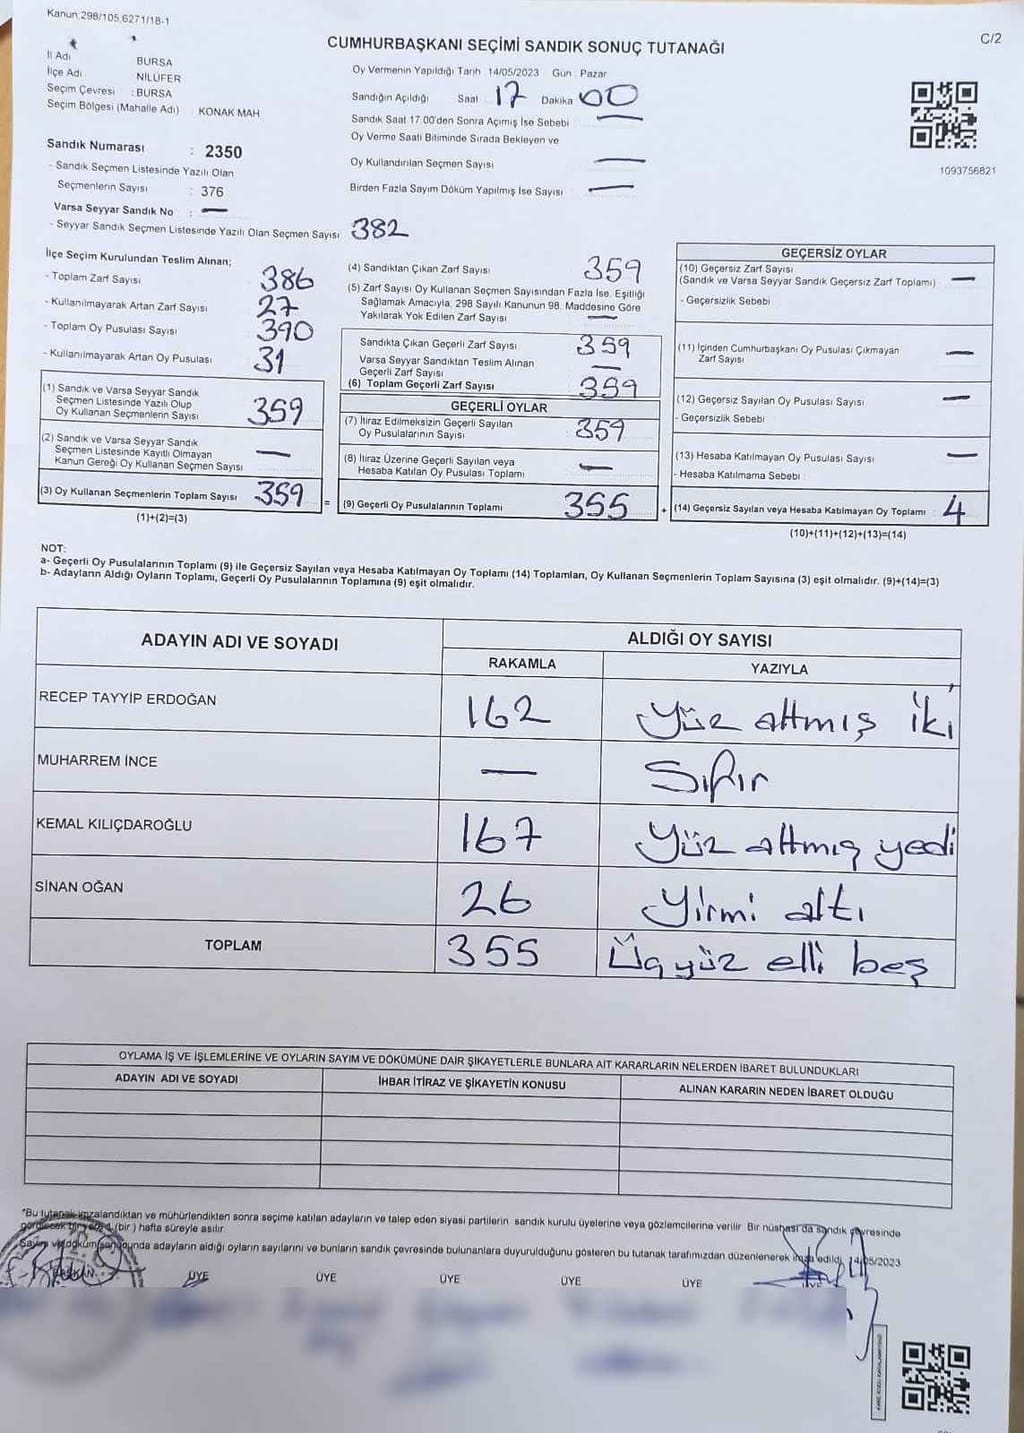 Kanun 298/105,6271/18-1
C/2
CUMHURBAŞKANI SEÇİMİ SANDIK SONUÇ TUTANAĞI
İl Adı BURSA
İlçe Adı NİLÜFER
Seçim Çevresi : BURSA
Seçim Bölgesi (Mahalle Adı) KONAK MAH
Oy Vermenin Yapıldığı Tarih 14/05/2023 Gün : Pazar
Sandığın Açıldığı Saat 17 Dakika 00
Sandık Saat 17.00'den Sonra Açımış İse Sebebi —
Oy Verme Saati Bitiminde Sırada Bekleyen ve
Oy Kullandırılan Seçmen Sayısı —
Birden Fazla Sayım Döküm Yapılmış İse Sayısı —
1093756821
Sandık Numarası : 2350
- Sandık Seçmen Listesinde Yazılı Olan
Seçmenlerin Sayısı : 376
Varsa Seyyar Sandık No : —
- Seyyar Sandık Seçmen Listesinde Yazılı Olan Seçmen Sayısı 382
İlçe Seçim Kurulundan Teslim Alınan;
- Toplam Zarf Sayısı 386
- Kullanılmayarak Artan Zarf Sayısı 27
- Toplam Oy Pusulası Sayısı 390
- Kullanılmayarak Artan Oy Pusulası 31
(1) Sandık ve Varsa Seyyar Sandık
Seçmen Listesinde Yazılı Olup
Oy Kullanan Seçmenlerin Sayısı 359
(2) Sandık ve Varsa Seyyar Sandık
Seçmen Listesinde Kayıtlı Olmayan
Kanun Gereği Oy Kullanan Seçmen Sayısı —
(3) Oy Kullanan Seçmenlerin Toplam Sayısı 359 =
(1)+(2)=(3)
(4) Sandıktan Çıkan Zarf Sayısı 359
(5) Zarf Sayısı Oy Kullanan Seçmen Sayısından Fazla İse, Eşitliği
Sağlamak Amacıyla, 298 Sayılı Kanunun 98. Maddesine Göre
Yakılarak Yok Edilen Zarf Sayısı —
Sandıkta Çıkan Geçerli Zarf Sayısı 359
Varsa Seyyar Sandıktan Teslim Alınan
Geçerli Zarf Sayısı —
(6) Toplam Geçerli Zarf Sayısı 359
GEÇERLİ OYLAR
(7) İtiraz Edilmeksizin Geçerli Sayılan
Oy Pusulalarının Sayısı 359
(8) İtiraz Üzerine Geçerli Sayılan veya
Hesaba Katılan Oy Pusulası Toplamı —
(9) Geçerli Oy Pusulalarının Toplamı 355 +
GEÇERSİZ OYLAR
(10) Geçersiz Zarf Sayısı
(Sandık ve Varsa Seyyar Sandık Geçersiz Zarf Toplamı) —
- Geçersizlik Sebebi
(11) İçinden Cumhurbaşkanı Oy Pusulası Çıkmayan
Zarf Sayısı —
(12) Geçersiz Sayılan Oy Pusulası Sayısı —
- Geçersizlik Sebebi
(13) Hesaba Katılmayan Oy Pusulası Sayısı —
- Hesaba Katılmama Sebebi
(14) Geçersiz Sayılan veya Hesaba Katılmayan Oy Toplamı : 4
(10)+(11)+(12)+(13)=(14)
NOT:
a- Geçerli Oy Pusulalarının Toplamı (9) ile Geçersiz Sayılan veya Hesaba Katılmayan Oy Toplamı (14) Toplamları, Oy Kullanan Seçmenlerin Toplam Sayısına (3) eşit olmalıdır. (9)+(14)=(3)
b- Adayların Aldığı Oyların Toplamı, Geçerli Oy Pusulalarının Toplamına (9) eşit olmalıdır.
ADAYIN ADI VE SOYADI ALDIĞI OY SAYISI
RAKAMLA YAZIYLA
RECEP TAYYİP ERDOĞAN 162 Yüz altmış iki
MUHARREM İNCE — Sıfır
KEMAL KILIÇDAROĞLU 167 Yüz altmış yedi
SİNAN OĞAN 26 Yirmi altı
TOPLAM 355 Üçyüz elli beş
OYLAMA İŞ VE İŞLEMLERİNE VE OYLARIN SAYIM VE DÖKÜMÜNE DAİR ŞİKAYETLERLE BUNLARA AİT KARARLARIN NELERDEN İBARET BULUNDUKLARI
ADAYIN ADI VE SOYADI İHBAR İTİRAZ VE ŞİKAYETİN KONUSU ALINAN KARARIN NEDEN İBARET OLDUĞU
*Bu tutanak imzalandıktan ve mühürlendikten sonra seçime katılan adayların ve talep eden siyasi partilerin sandık kurulu üyelerine veya gözlemcilerine verilir. Bir nüshası da sandık çevresinde
görülecek bir yere 1 (bir) hafta süreyle asılır.
Sayım ve döküm sonucunda adayların aldığı oyların sayılarını ve bunların sandık çevresinde bulunanlara duyurulduğunu gösteren bu tutanak tarafımızdan düzenlenerek imza edildi. 14/05/2023
BAŞKAN ÜYE ÜYE ÜYE ÜYE ÜYE ÜYE